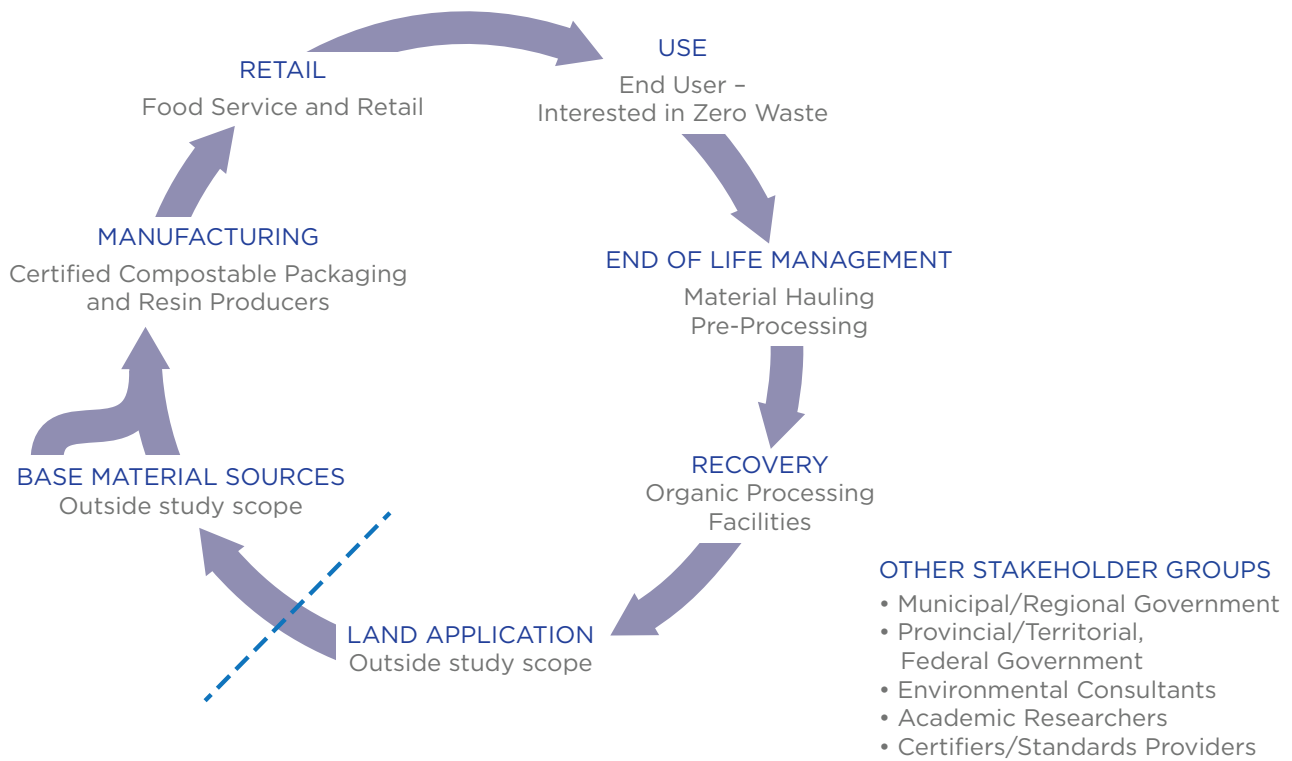 RETAIL
Food Service and Retail
USE
End User –
Interested in Zero Waste
END OF LIFE MANAGEMENT
Material Hauling
Pre-Processing
RECOVERY
Organic Processing
Facilities
LAND APPLICATION
Outside study scope
BASE MATERIAL SOURCES
Outside study scope
MANUFACTURING
Certified Compostable Packaging
and Resin Producers
OTHER STAKEHOLDER GROUPS
• Municipal/Regional Government
• Provincial/Territorial,
Federal Government
• Environmental Consultants
• Academic Researchers
• Certifiers/Standards Providers